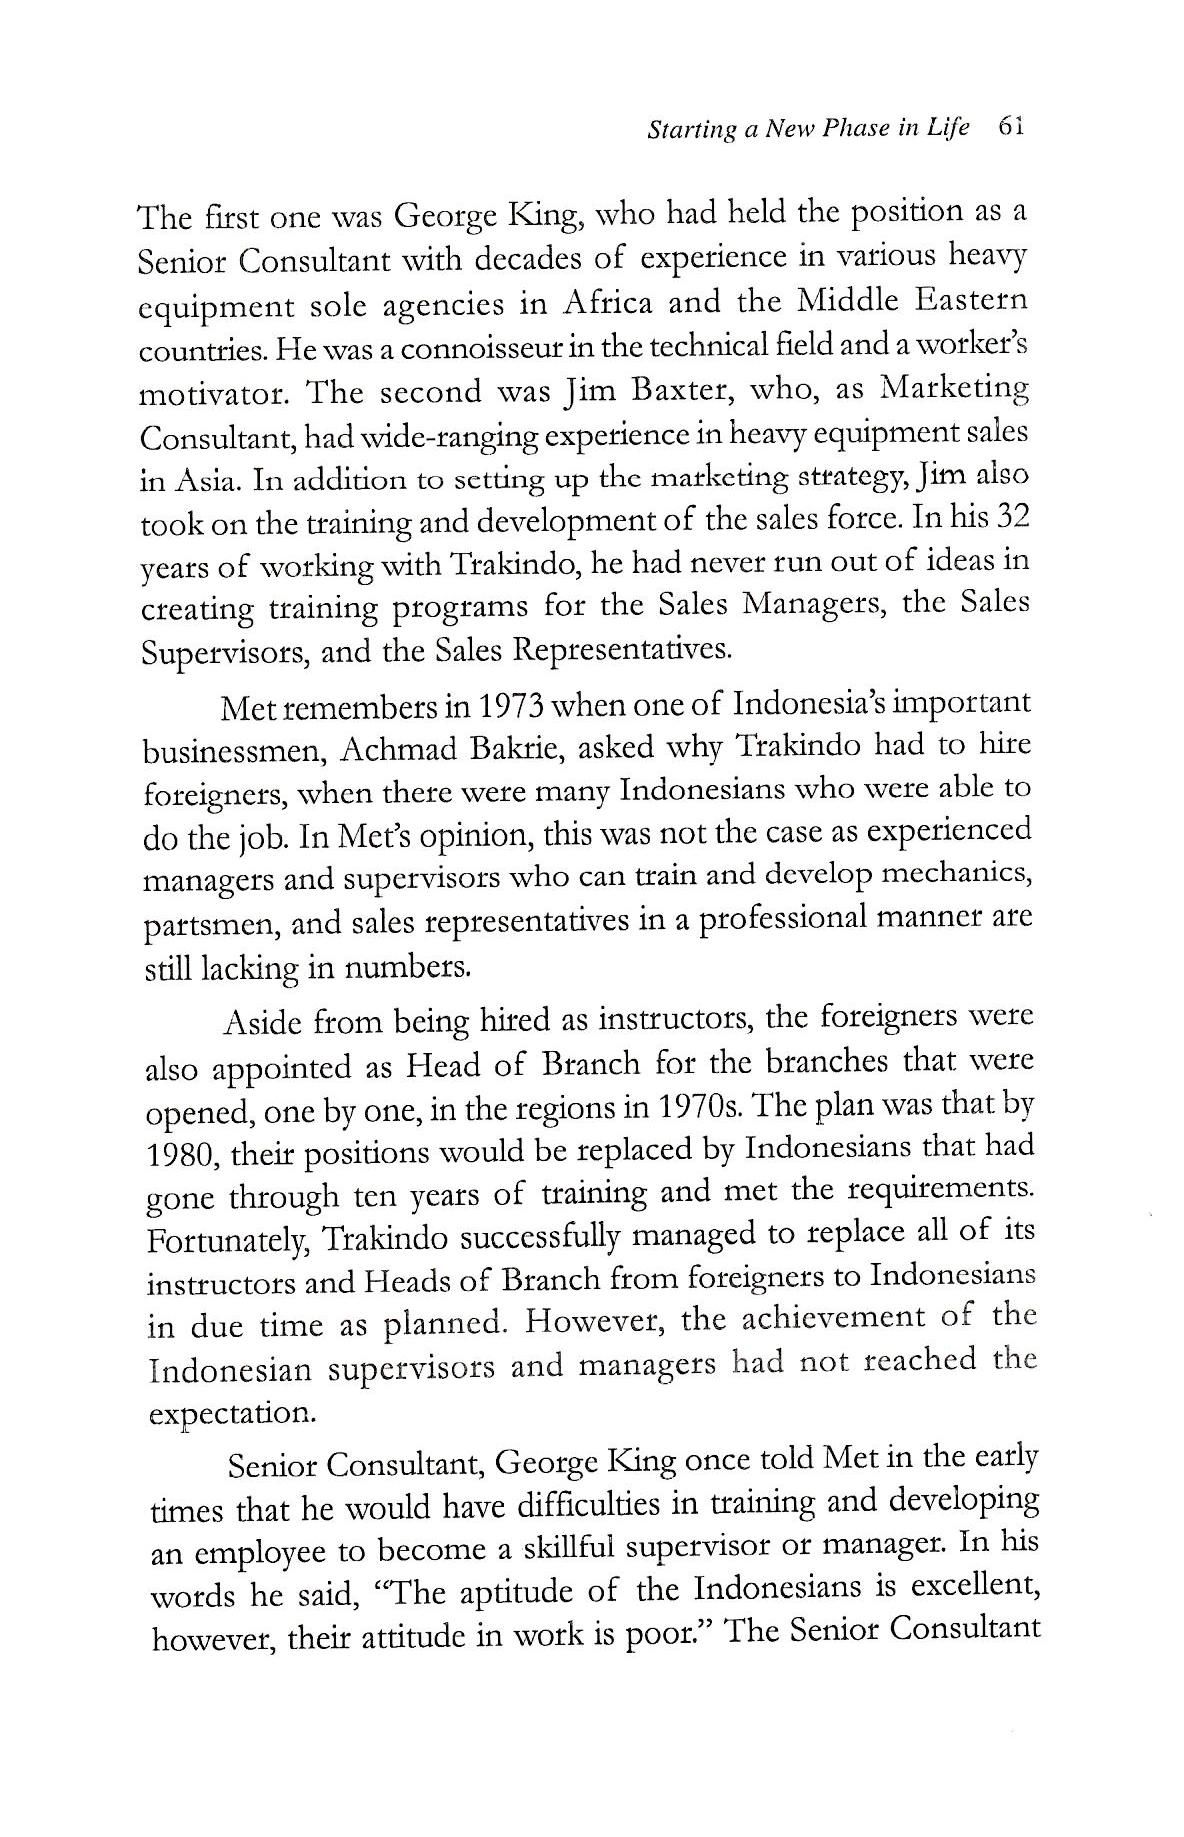 Starting a New Phase in Life 61
The first one was George King, who had held the position as a
Senior Consultant with decades of experience in various heavy
equipment sole agencies in Africa and the Middle Eastern
countries. He was a connoisseur in the technical field and a worker's
motivator. The second was Jim Baxter, who, as Marketing
Consultant, had wide-ranging experience in heavy equipment sales
in Asia. In addition to setting up the marketing strategy, Jim also
took on the training and development of the sales force. In his 32
years of working with Trakindo, he had never run out of ideas in
creating training programs for the Sales Managers, the Sales
Supervisors, and the Sales Representatives.
Met remembers in 1973 when one of Indonesia's important
businessmen, Achmad Bakrie, asked why Trakindo had to hire
foreigners, when there were many Indonesians who were able to
do the job. In Met's opinion, this was not the case as experienced
managers and supervisors who can train and develop mechanics,
partsmen, and sales representatives in a professional manner are
still lacking in numbers.
Aside from being hired as instructors, the foreigners were
also appointed as Head of Branch for the branches that were
opened, one by one, in the regions in 1970s. The plan was that by
1980, their positions would be replaced by Indonesians that had
gone through ten years of training and met the requirements.
Fortunately, Trakindo successfully managed to replace all of its
instructors and Heads of Branch from foreigners to Indonesians
in due time as planned. However, the achievement of the
Indonesian supervisors and managers had not reached the
expectation.
Senior Consultant, George King once told Met in the early
times that he would have difficulties in training and developing
an employee to become a skillful supervisor or manager. In his
words he said, “The aptitude of the Indonesians is excellent,
however, their attitude in work is poor.” The Senior Consultant